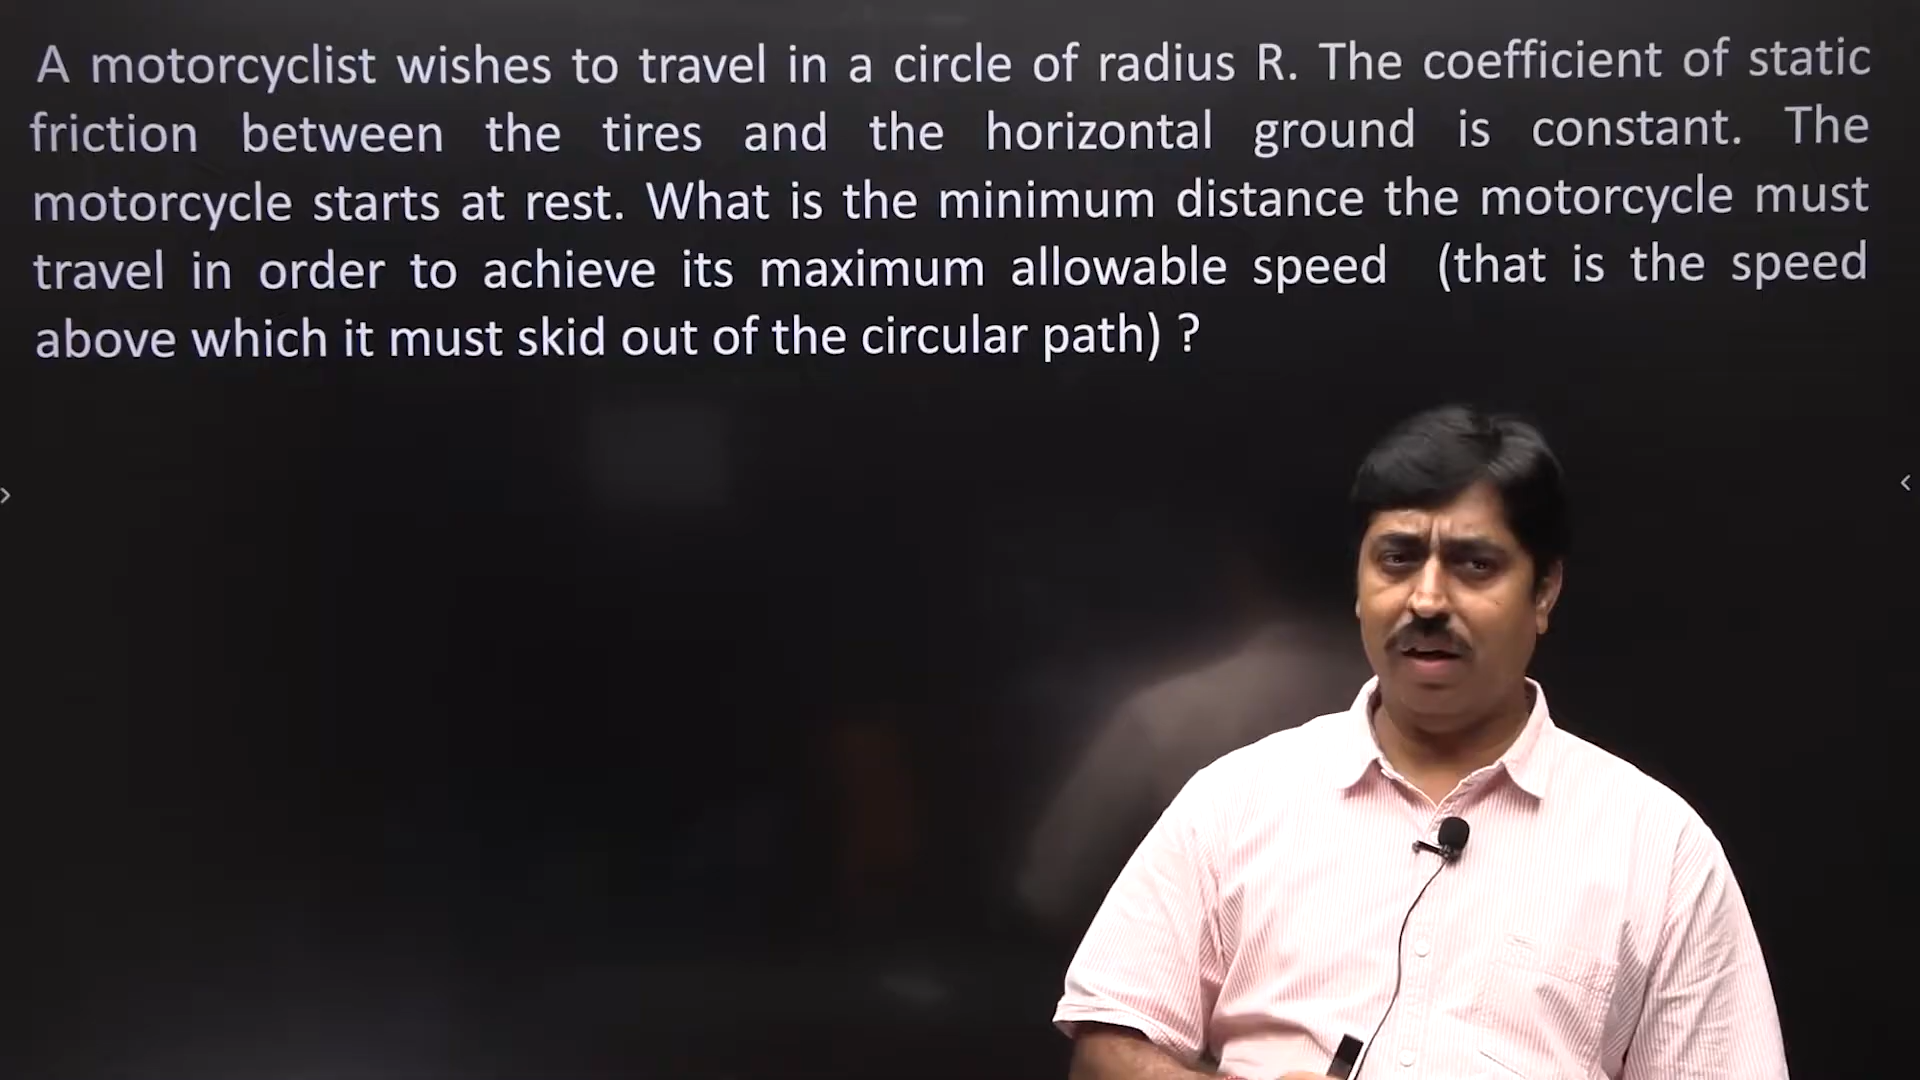 A motorcyclist wishes to travel in a circle of radius R. The coefficient of static
friction between the tires and the horizontal ground is constant. The
motorcycle starts at rest. What is the minimum distance the motorcycle must
travel in order to achieve its maximum allowable speed (that is the speed
above which it must skid out of the circular path) ?